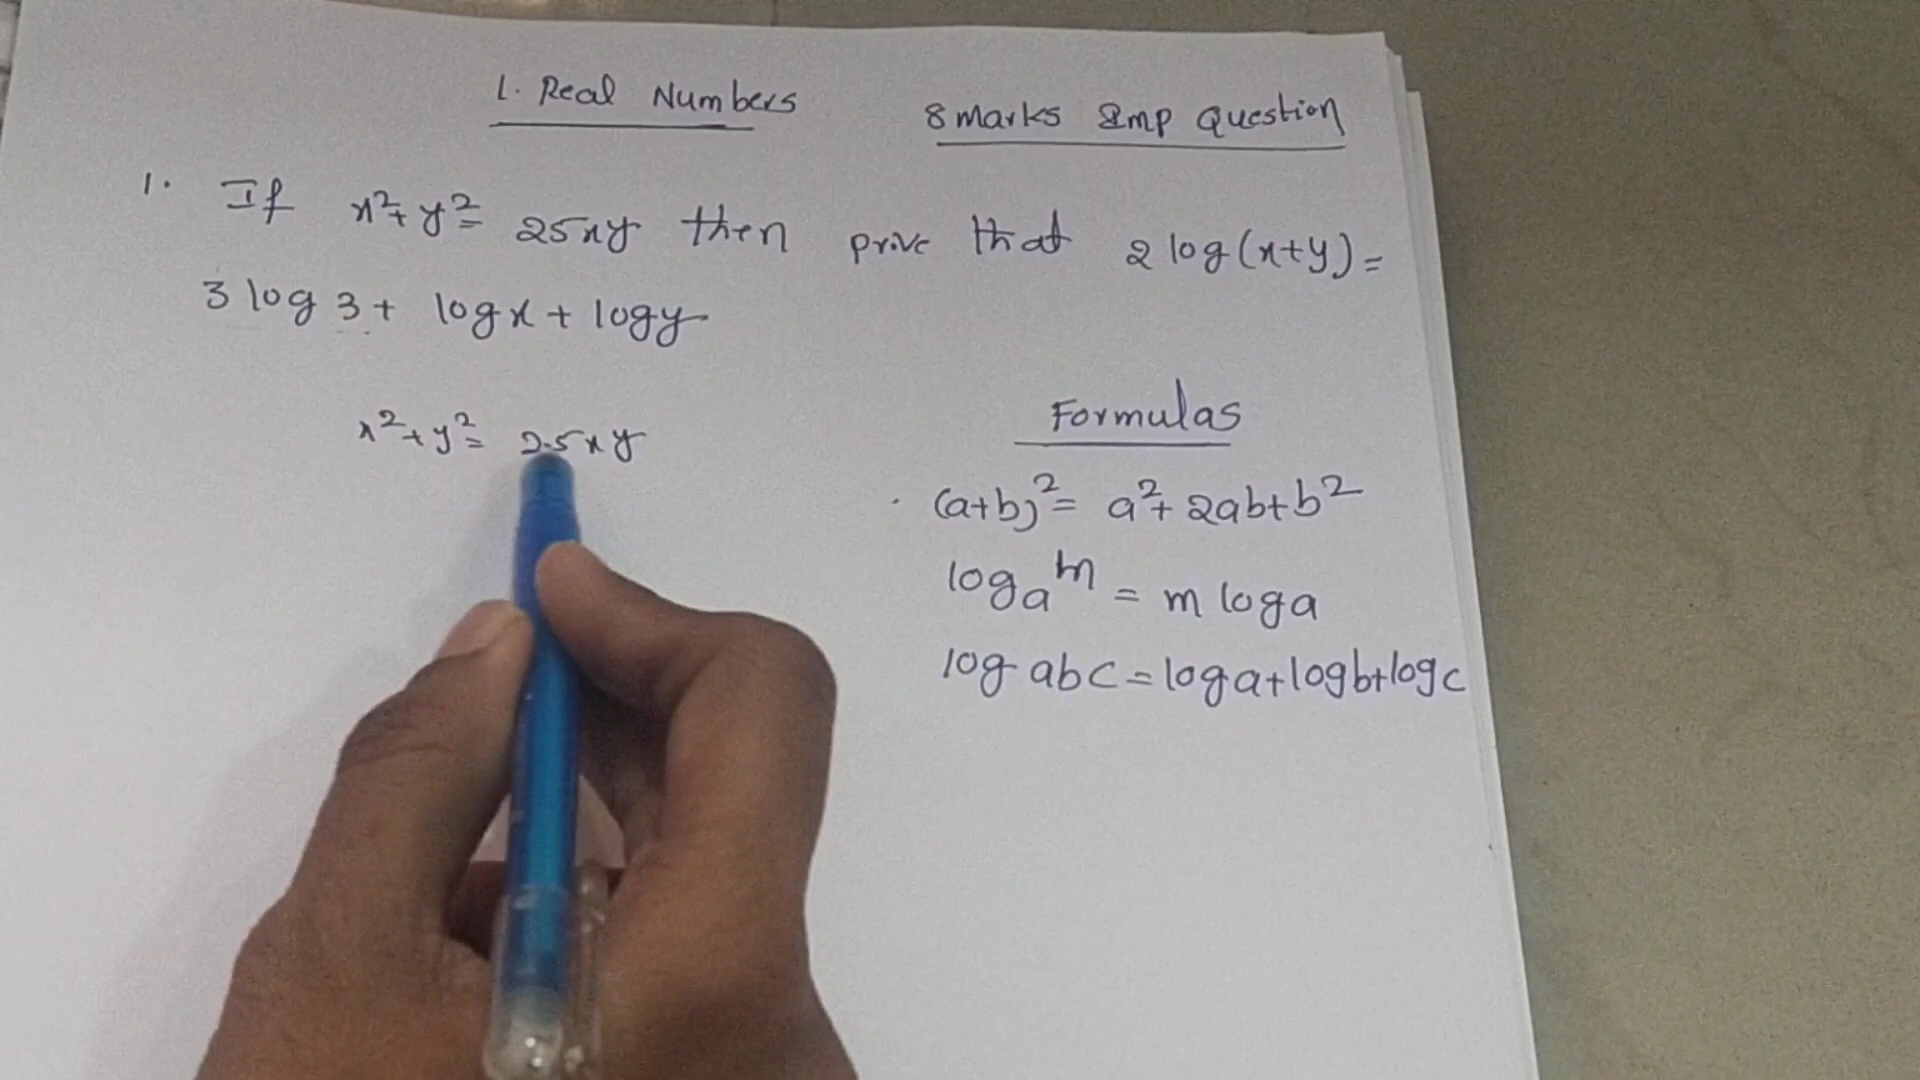 1. Real Numbers
8 Marks Imp Question
1. If x²+y²= 25xy then prove that 2 log(x+y)=
3 log 3 + log x + log y
x²+y²= 25xy
Formulas
(a+b)²= a²+2ab+b²
log a^m = m log a
log abc = log a+log b+log c